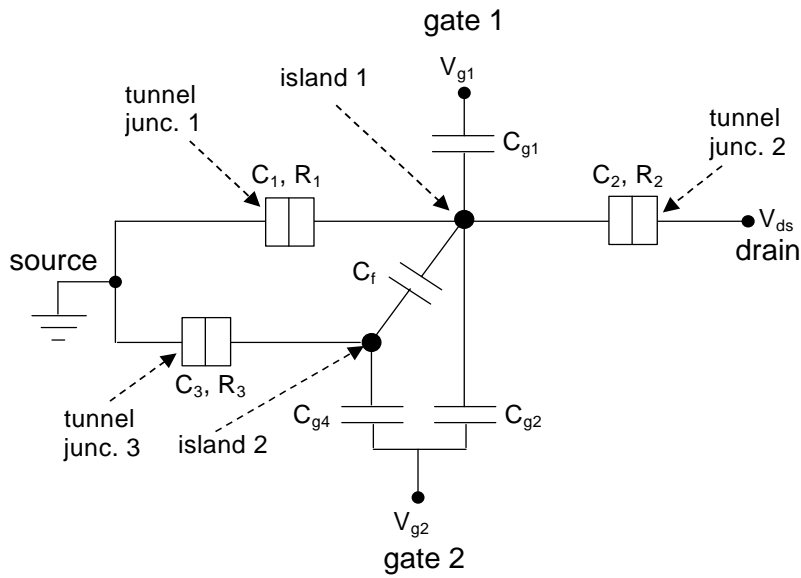 gate 1
V_g1
island 1
tunnel
junc. 1
C_g1
tunnel
junc. 2
C_1, R_1
C_2, R_2
V_ds
drain
source
C_f
C_3, R_3
tunnel
junc. 3
island 2
C_g4
C_g2
V_g2
gate 2